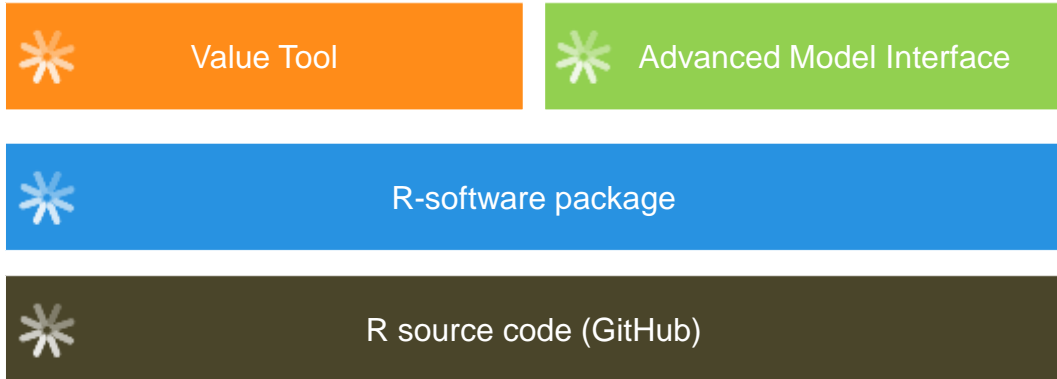 Value Tool
Advanced Model Interface
R-software package
R source code (GitHub)